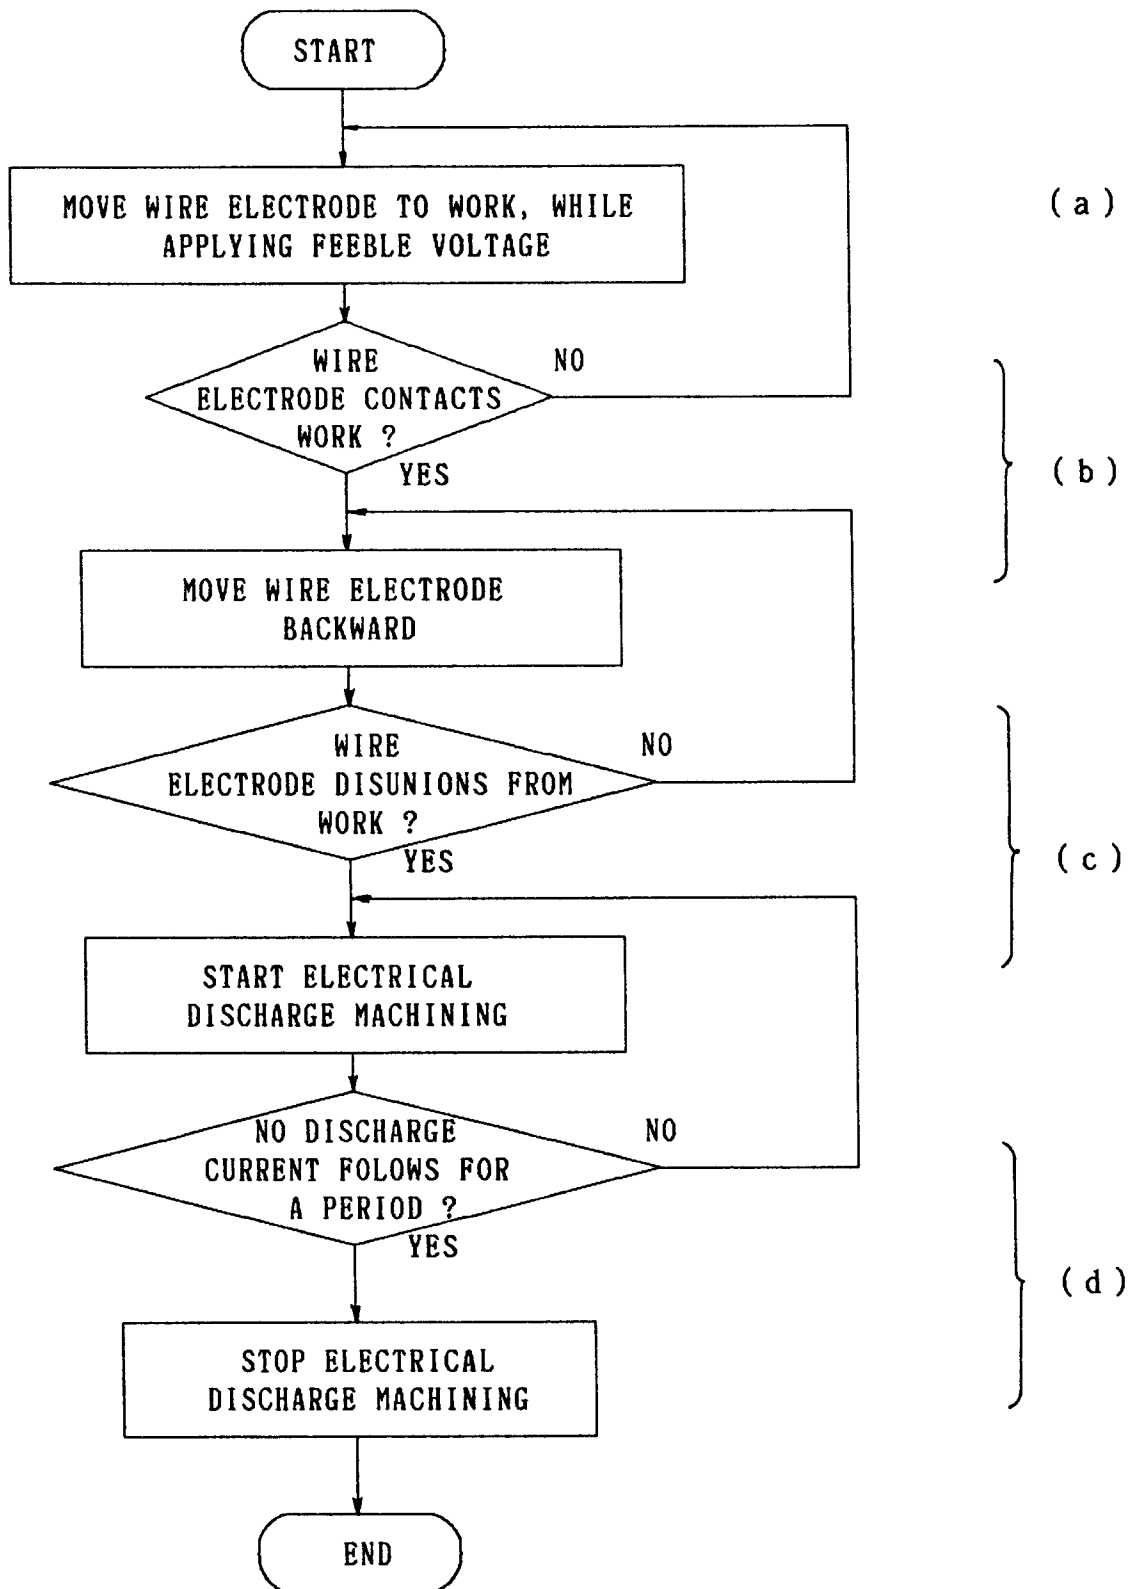 START
MOVE WIRE ELECTRODE TO WORK, WHILE
APPLYING FEEBLE VOLTAGE
(a)
WIRE
ELECTRODE CONTACTS
WORK ?
NO
YES
(b)
MOVE WIRE ELECTRODE
BACKWARD
WIRE
ELECTRODE DISUNIONS FROM
WORK ?
NO
YES
(c)
START ELECTRICAL
DISCHARGE MACHINING
NO DISCHARGE
CURRENT FOLOWS FOR
A PERIOD ?
NO
YES
(d)
STOP ELECTRICAL
DISCHARGE MACHINING
END